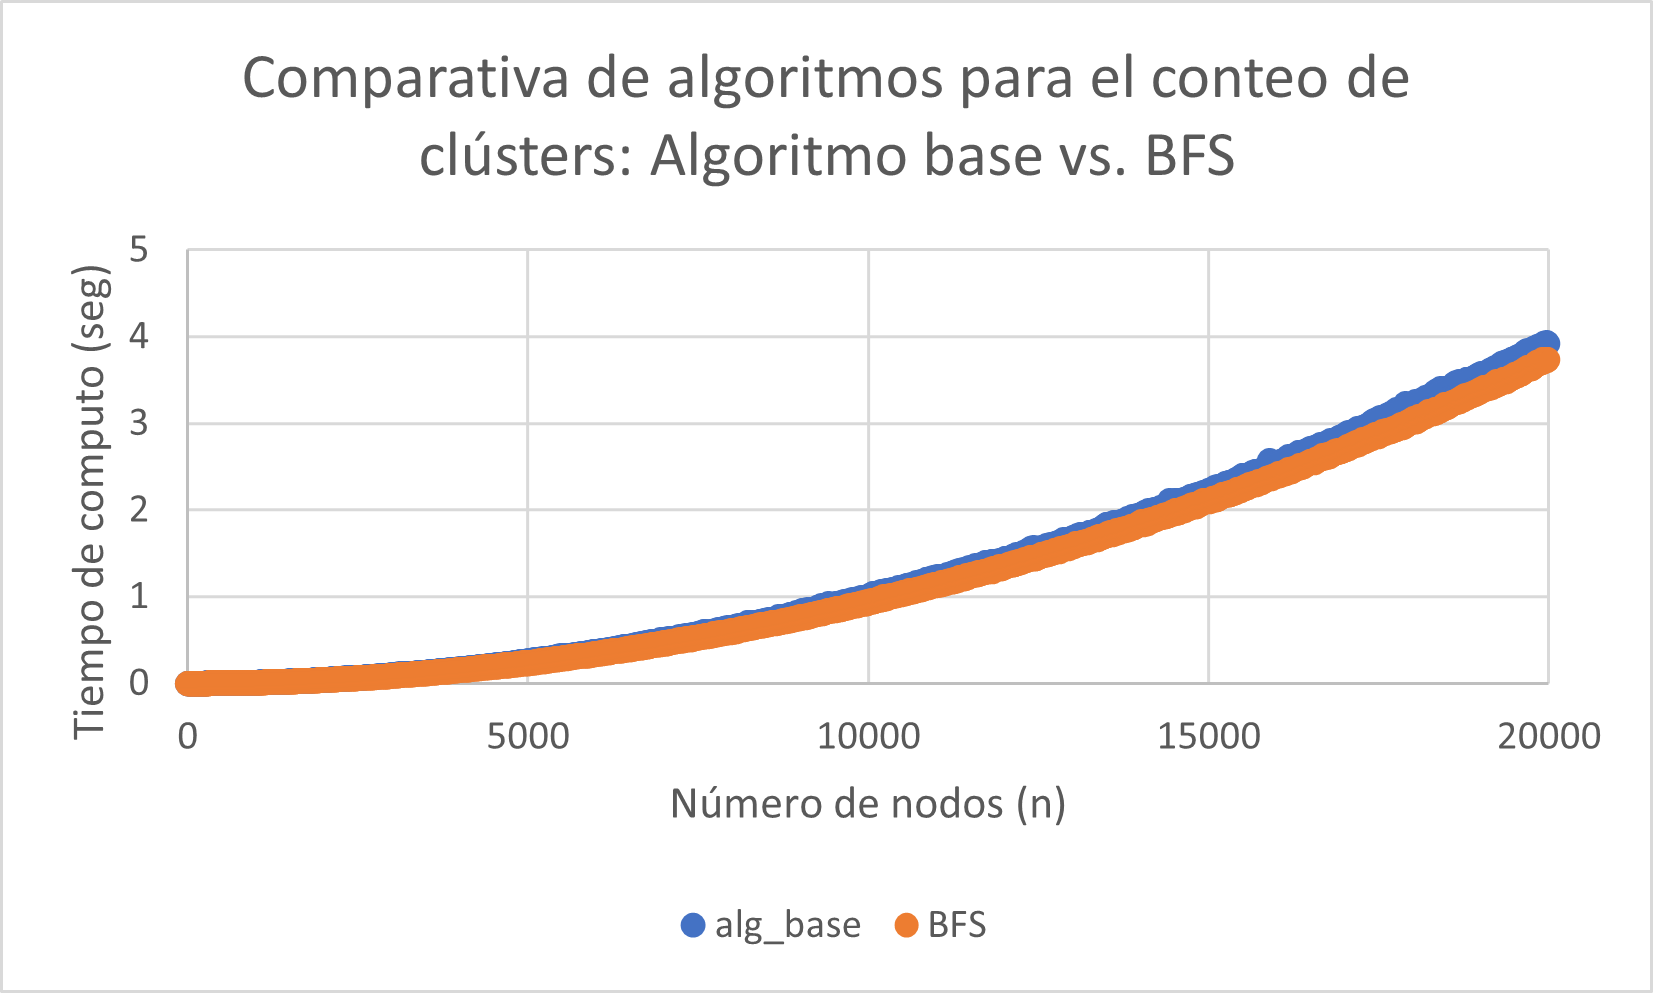 Comparativa de algoritmos para el conteo de
clústers: Algoritmo base vs. BFS
Tiempo de computo (seg)
5
4
3
2
1
0
0 5000 10000 15000 20000
Número de nodos (n)
alg_base BFS